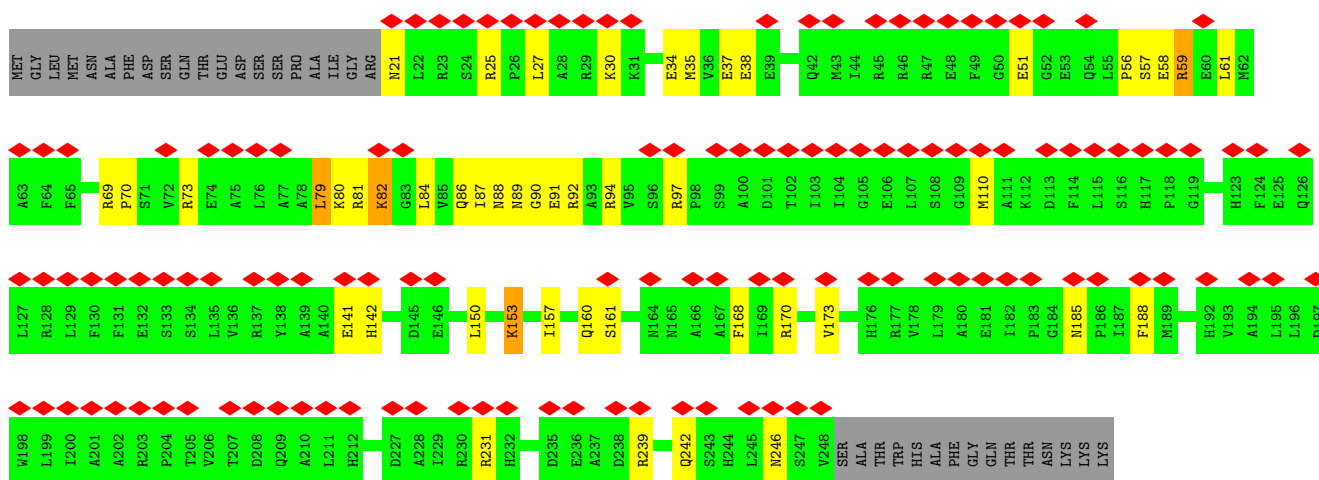 MET GLY LEU MET ASN ALA PHE ASP SER GLN THR GLU ASP SER SER PRO ALA ILE GLY ARG N21 L22 R23 S24 R25 P26 L27 A28 R29 K30 K31 E34 M35 V36 E37 E38 E39 Q42 M43 I44 R45 R46 R47 E48 F49 G50 E51 G52 E53 Q54 L55 P56 S57 E58 R59 E60 L61 M62
A63 F64 F65 R69 P70 S71 V72 R73 E74 A75 L76 A77 A78 L79 K80 R81 K82 G83 L84 V85 Q86 I87 N88 N89 G90 E91 R92 A93 R94 V95 S96 R97 P98 S99 A100 D101 T102 I103 I104 G105 E106 L107 S108 G109 M110 A111 K112 D113 F114 L115 S116 H117 P118 G119 H123 F124 E125 Q126
L127 R128 L129 F130 F131 E132 S133 S134 L135 V136 R137 Y138 A139 A140 E141 H142 D145 E146 L150 K153 I157 Q160 S161 N164 N165 A166 A167 F168 I169 R170 V173 H176 R177 V178 L179 A180 E181 I182 P183 G184 N185 P186 I187 F188 M189 H192 V193 A194 L195 L196
W198 L199 I200 A201 A202 R203 P204 T205 V206 T207 D208 Q209 A210 L211 H212 D227 A228 I229 R230 R231 H232 D235 E236 A237 D238 R239 Q242 S243 H244 L245 N246 S247 V248 SER ALA THR TRP HIS ALA PHE GLY GLN THR THR ASN LYS LYS LYS